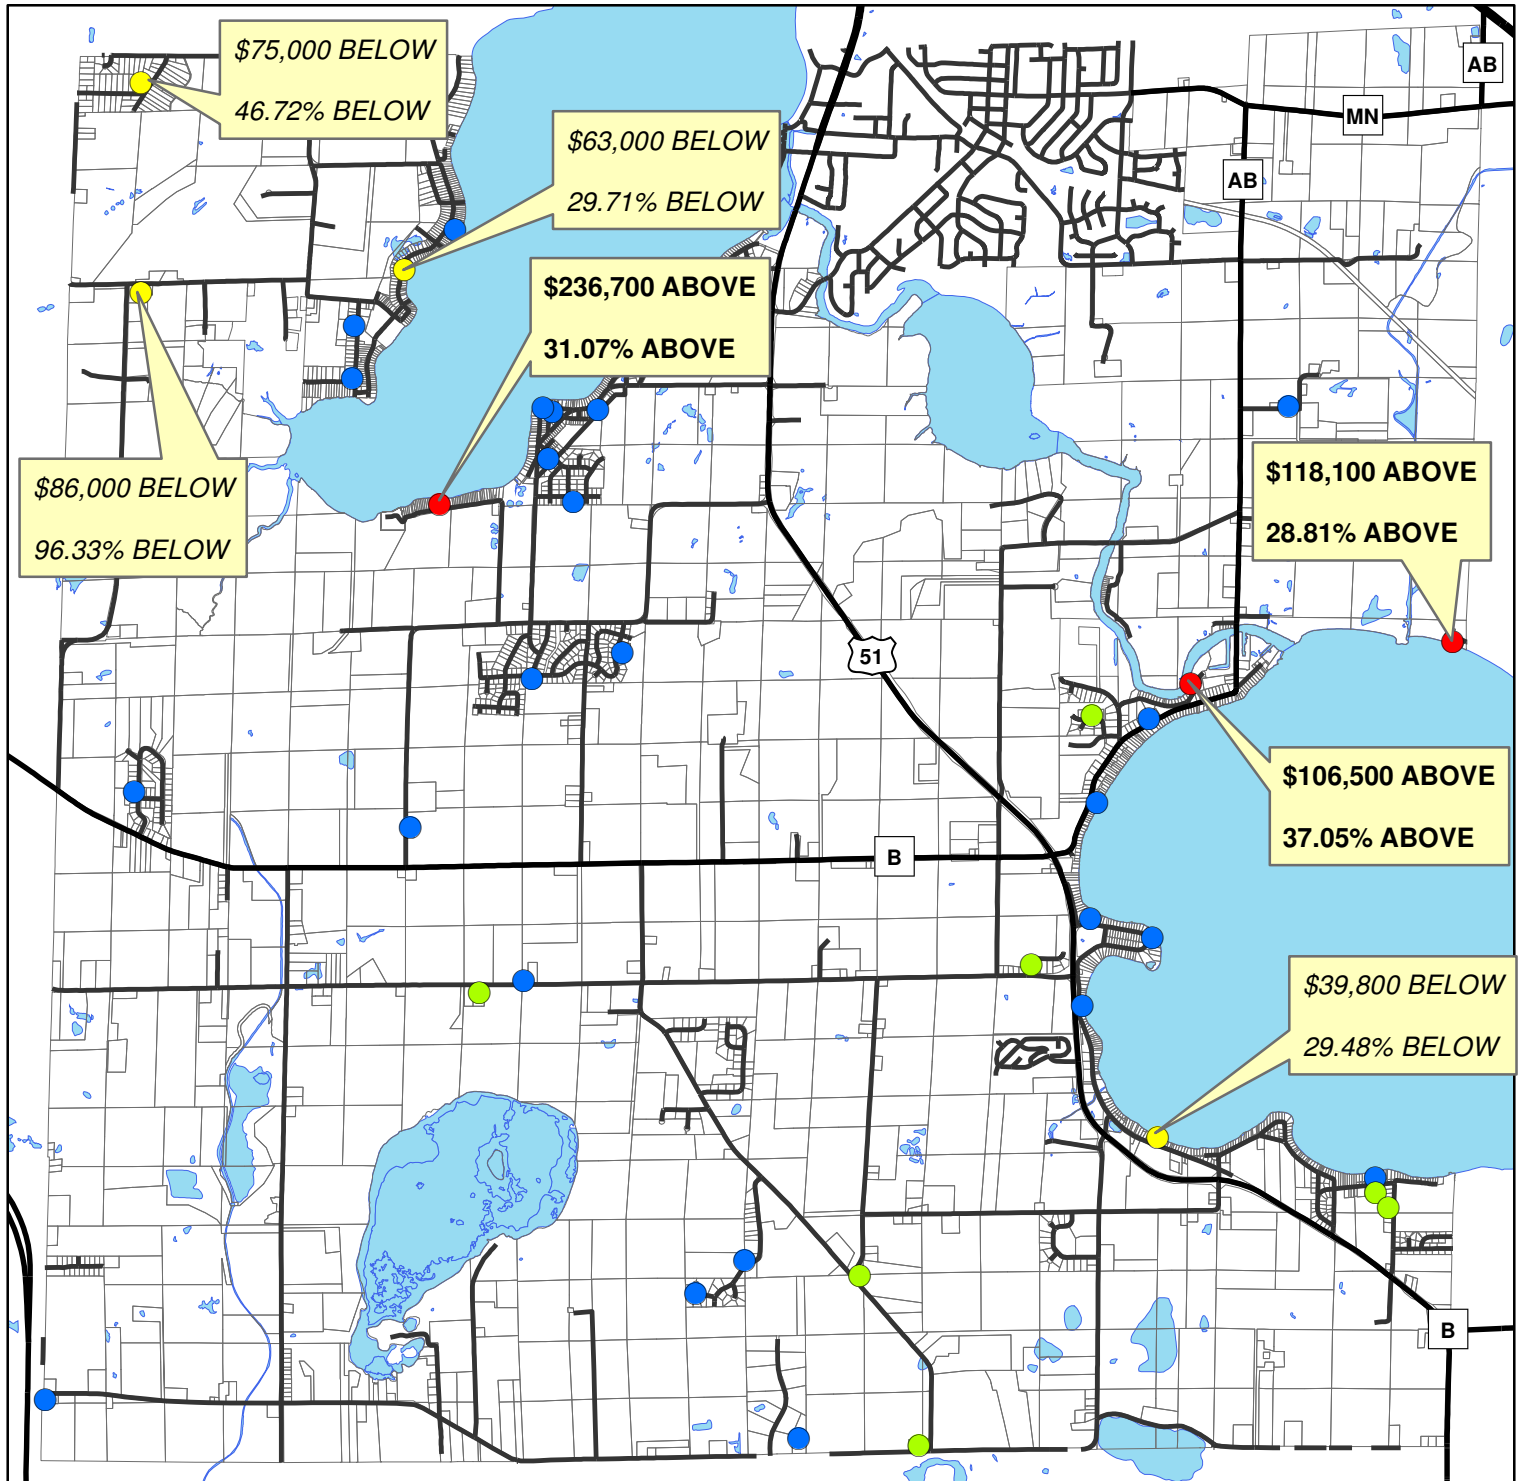 $75,000 BELOW
46.72% BELOW
AB
MN
$63,000 BELOW
29.71% BELOW
AB
$236,700 ABOVE
31.07% ABOVE
$86,000 BELOW
96.33% BELOW
$118,100 ABOVE
28.81% ABOVE
51
$106,500 ABOVE
37.05% ABOVE
B
$39,800 BELOW
29.48% BELOW
B